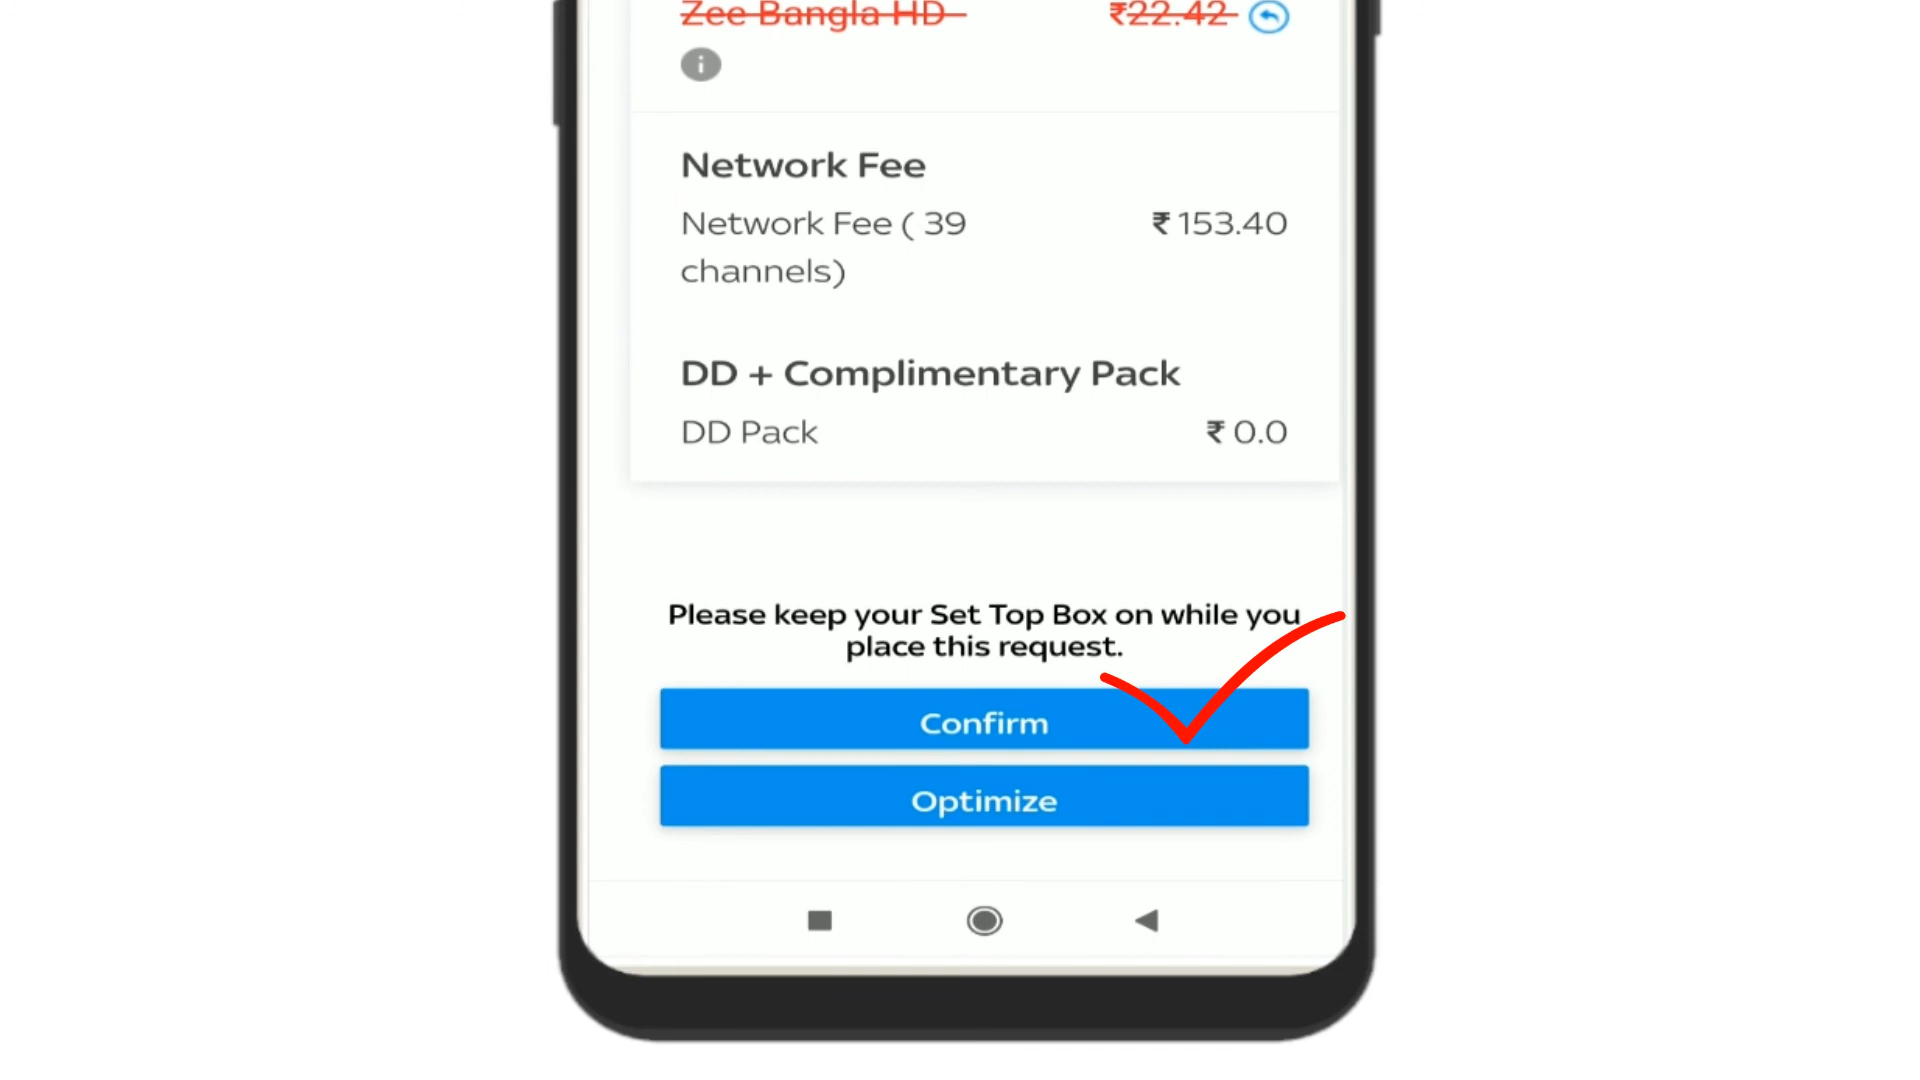 Zee Bangla HD ₹22.42
i
Network Fee
Network Fee ( 39 ₹ 153.40
channels)
DD + Complimentary Pack
DD Pack ₹ 0.0
Please keep your Set Top Box on while you
place this request.
Confirm
Optimize